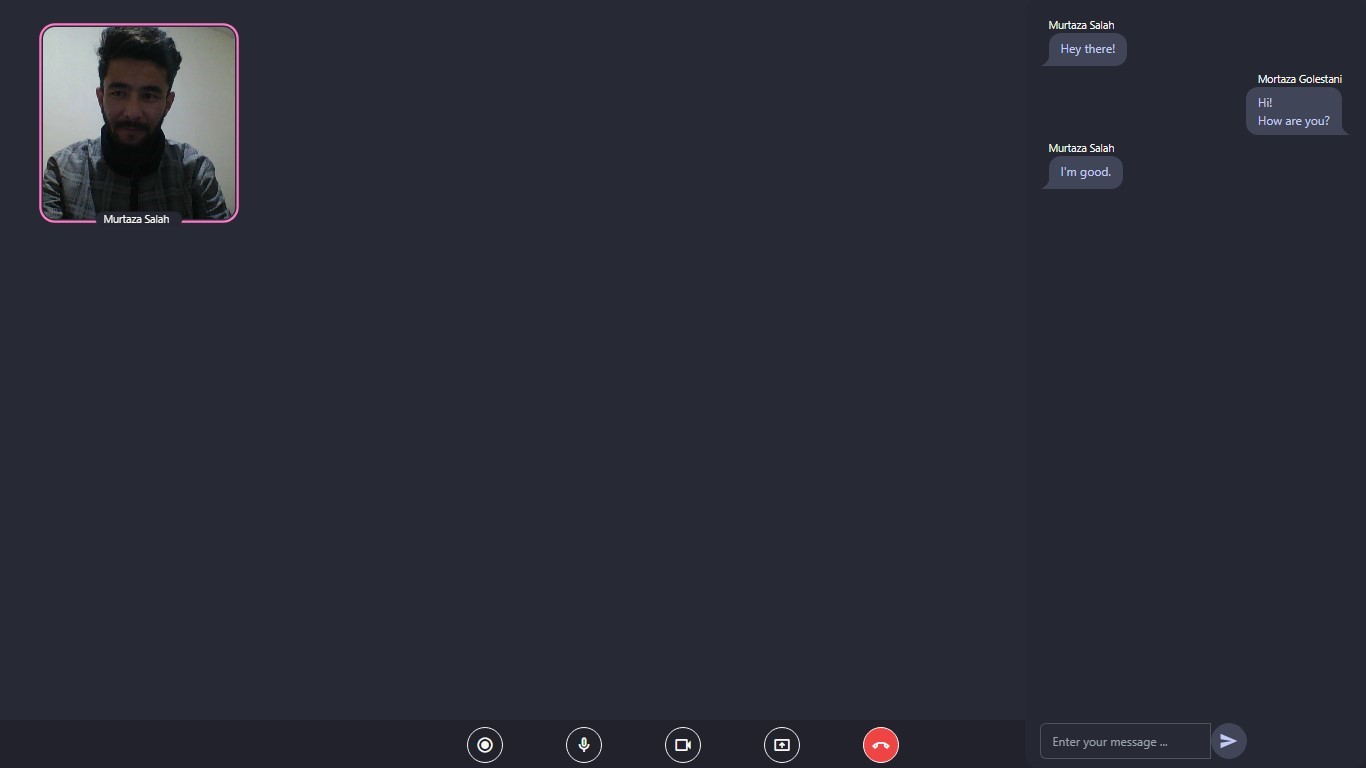 Murtaza Salah
Murtaza Salah
Hey there!
Mortaza Golestani
Hi!
How are you?
Murtaza Salah
I'm good.
Enter your message ...